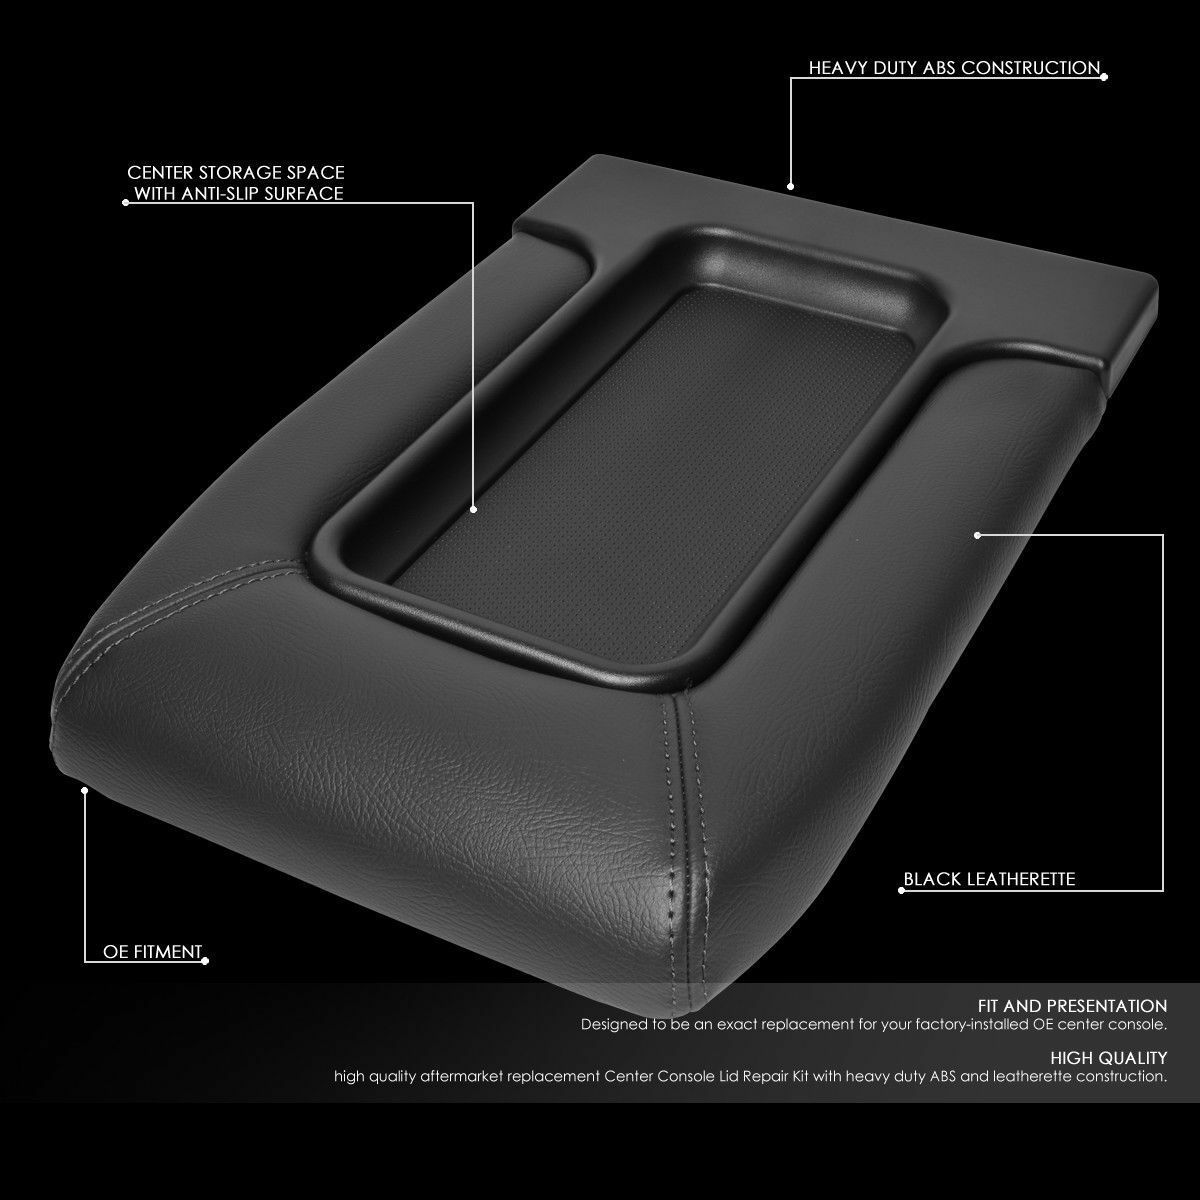 HEAVY DUTY ABS CONSTRUCTION
CENTER STORAGE SPACE
WITH ANTI-SLIP SURFACE
BLACK LEATHERETTE
OE FITMENT
FIT AND PRESENTATION
Designed to be an exact replacement for your factory-installed OE center console.
HIGH QUALITY
high quality aftermarket replacement Center Console Lid Repair Kit with heavy duty ABS and leatherette construction.